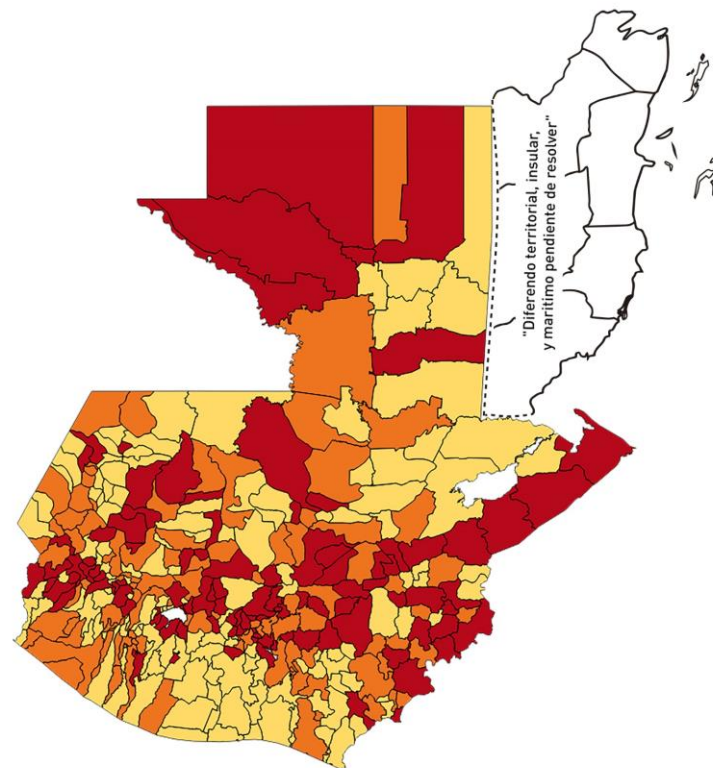 "Diferendo territorial, insular,
y marítimo pendiente de resolver"